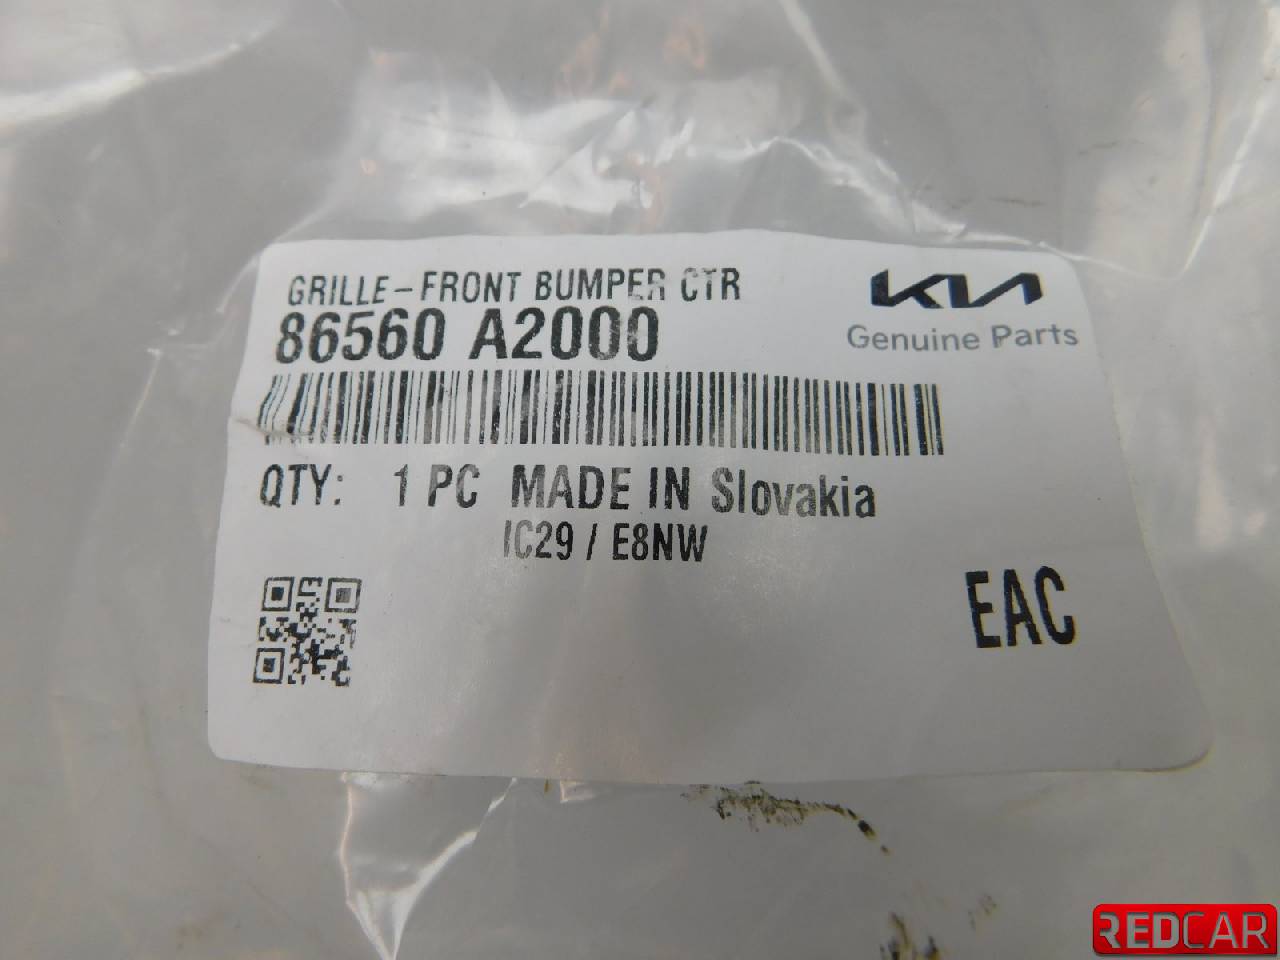 GRILLE-FRONT BUMPER CTR
86560 A2000
KIA
Genuine Parts
QTY: 1 PC MADE IN Slovakia
IC29 / E8NW
EAC
REDCAR